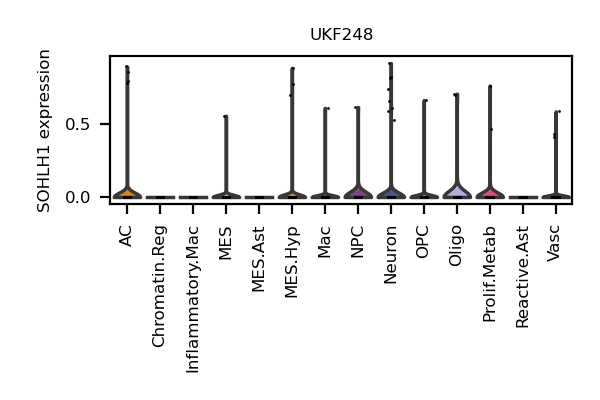 UKF248
SOHLH1 expression
0.5
0.0
AC
Chromatin.Reg
Inflammatory.Mac
MES
MES.Ast
MES.Hyp
Mac
NPC
Neuron
OPC
Oligo
Prolif.Metab
Reactive.Ast
Vasc